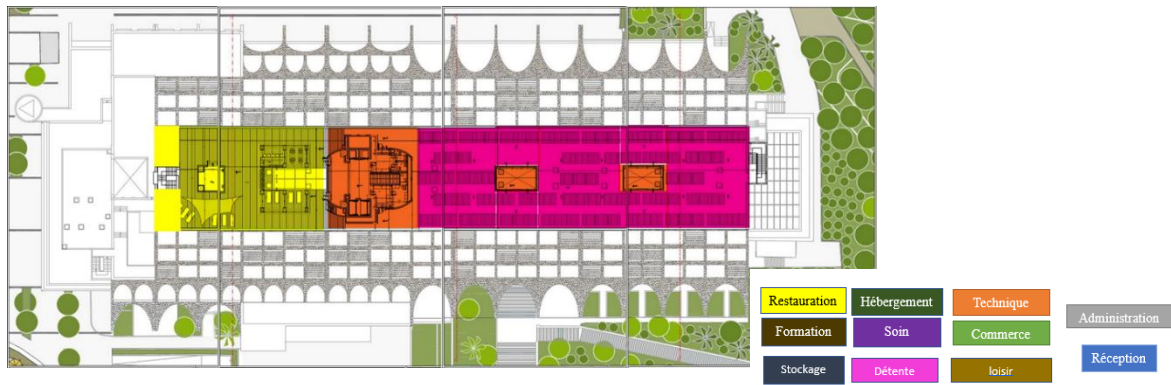 Restauration
Hébergement
Technique
Administration
Formation
Soin
Commerce
Réception
Stockage
Détente
loisir